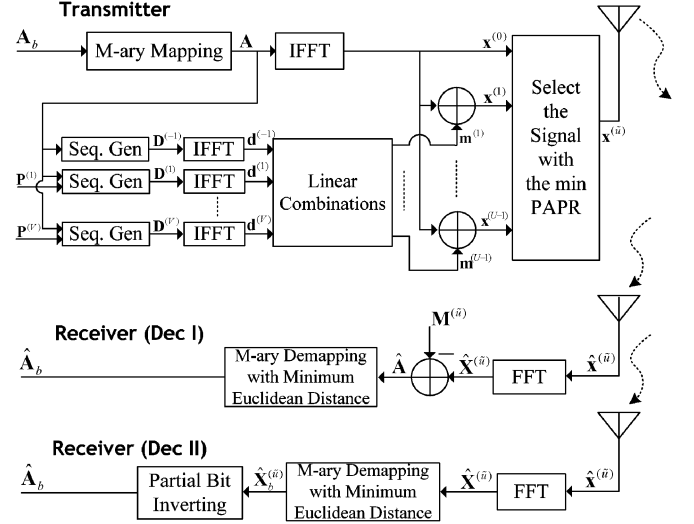 Transmitter
A_b
M-ary Mapping
A
IFFT
x^(0)
x^(1)
m^(1)
Select
the
Signal
with
the min
PAPR
x^(ũ)
Seq. Gen
D^(-1)
IFFT
d^(-1)
P^(1)
Seq. Gen
D^(1)
IFFT
d^(1)
Linear
Combinations
P^(V)
Seq. Gen
D^(V)
IFFT
d^(V)
x^(U-1)
m^(U-1)
Receiver (Dec I)
M^(ũ)
Â_b
M-ary Demapping
with Minimum
Euclidean Distance
Â
−
X̂^(ũ)
FFT
x̂^(ũ)
Receiver (Dec II)
Â_b
Partial Bit
Inverting
X̂_b^(ũ)
M-ary Demapping
with Minimum
Euclidean Distance
X̂^(ũ)
FFT
x̂^(ũ)